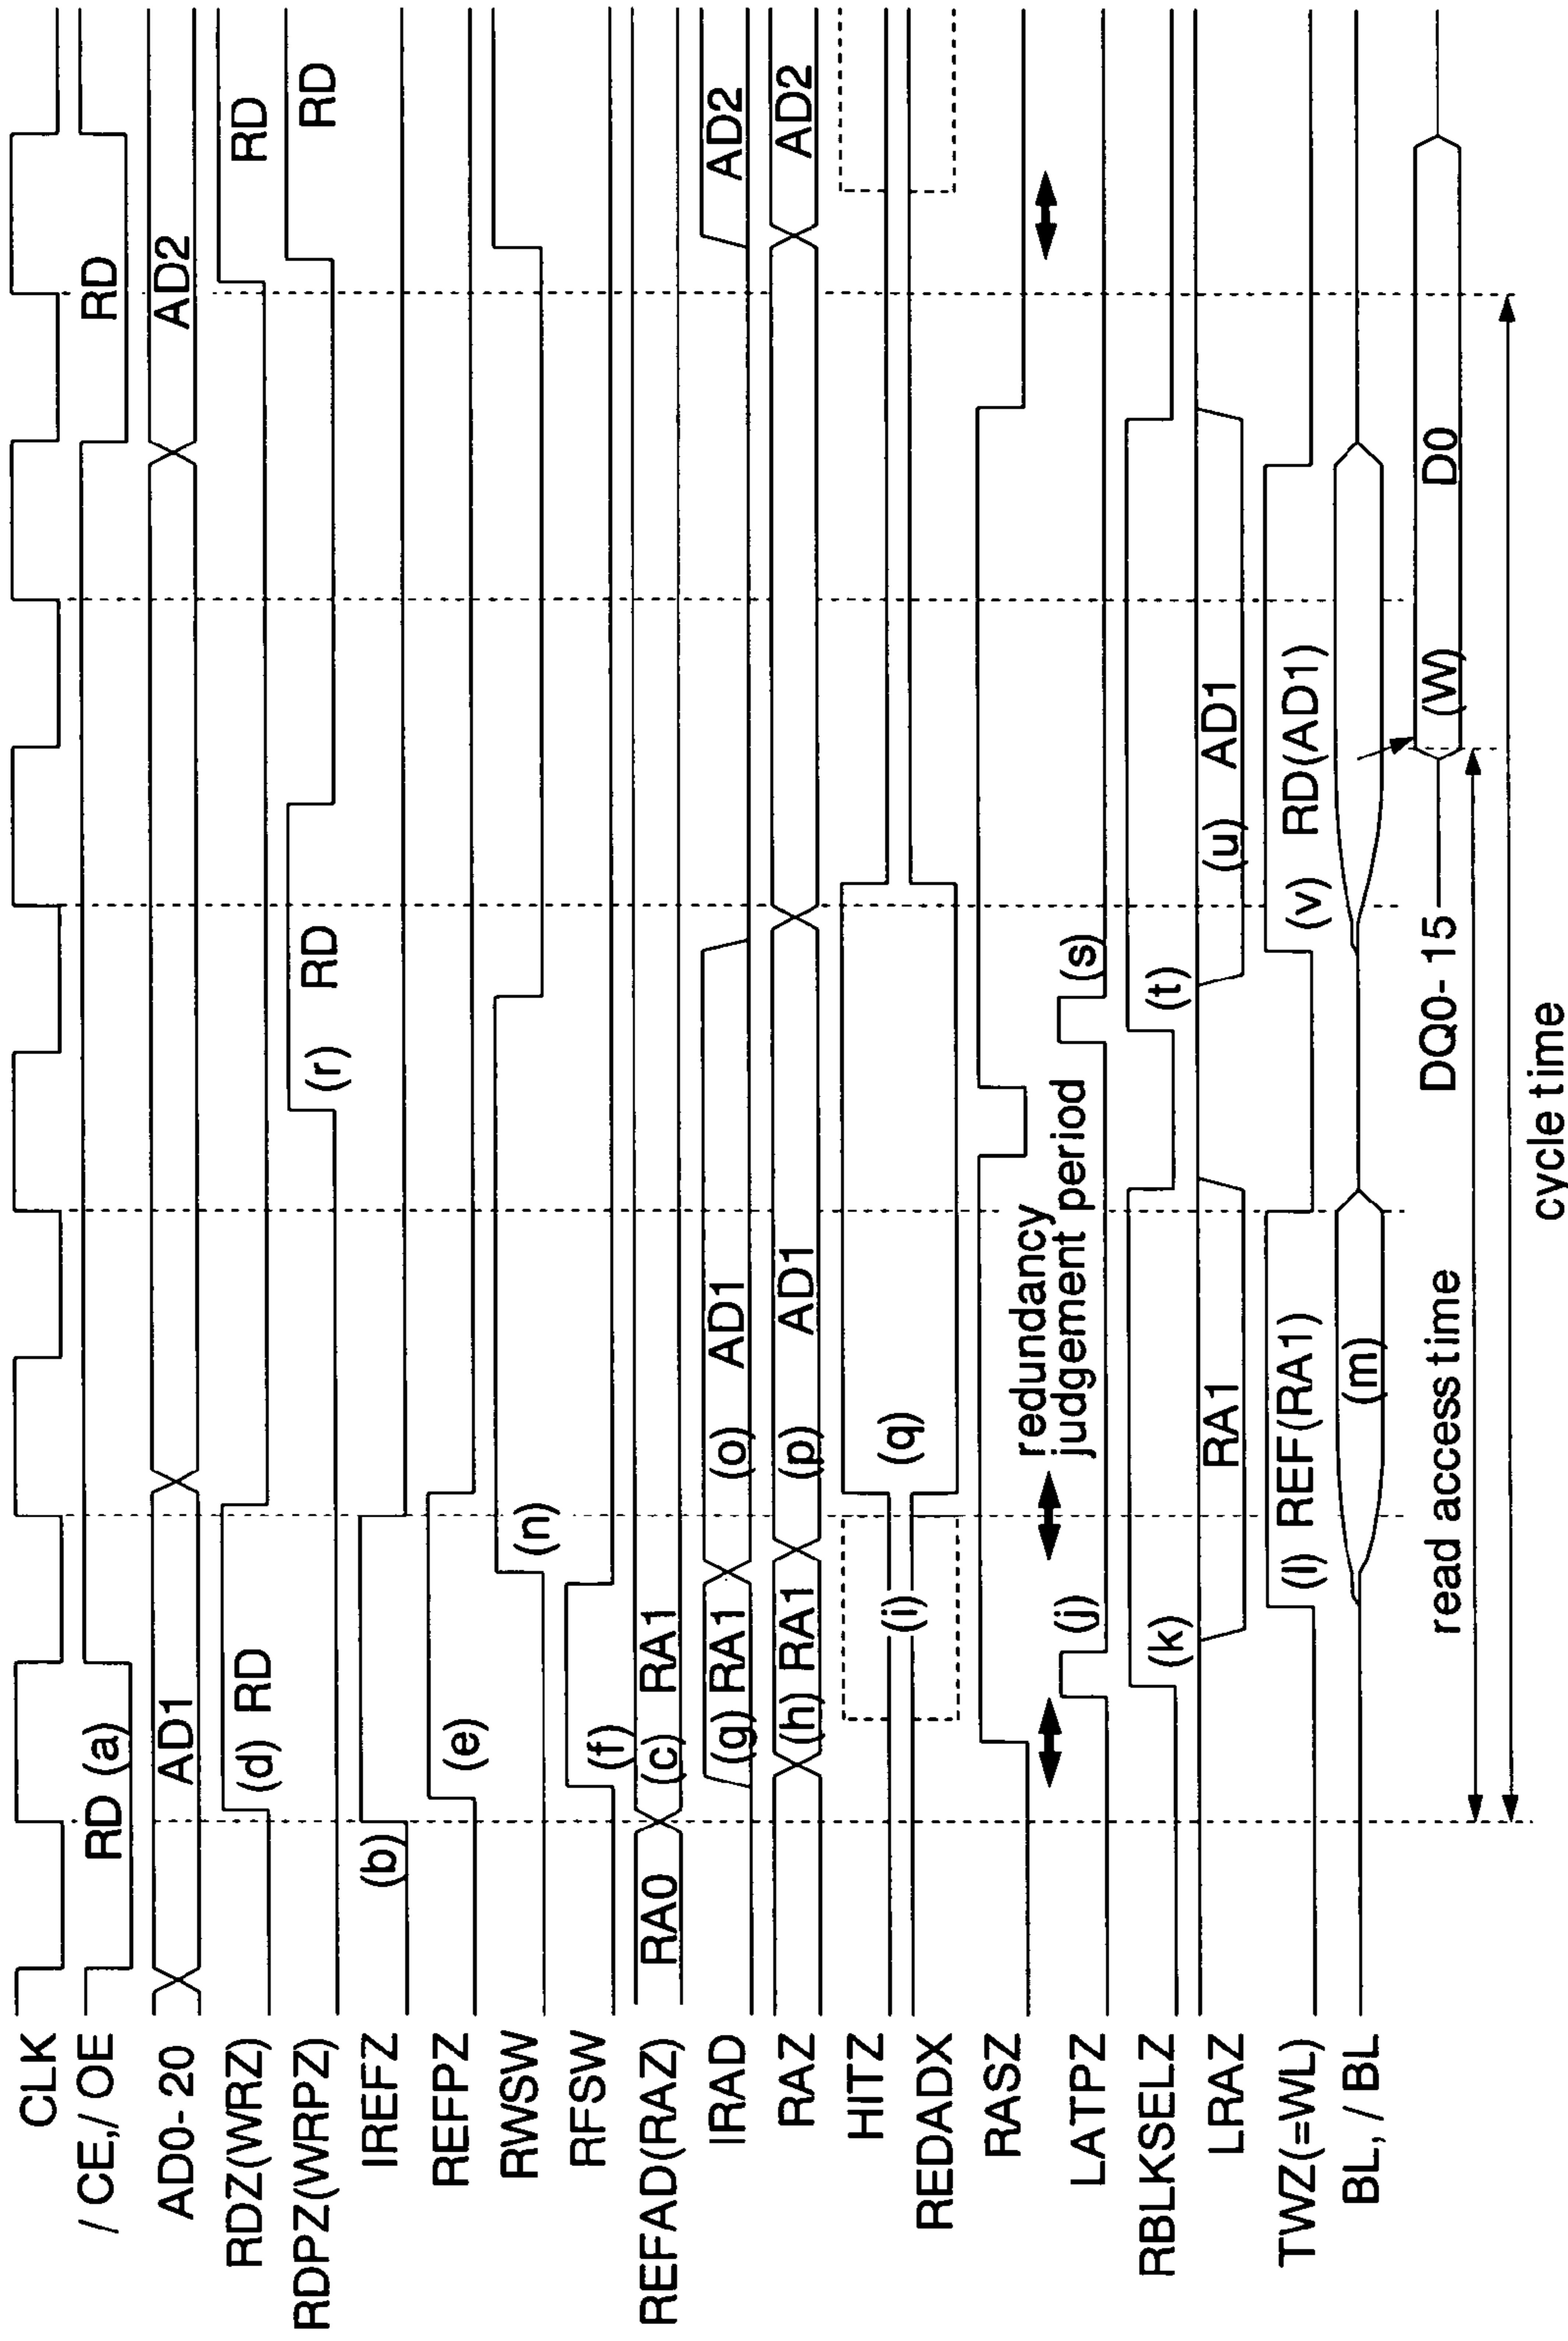 CLK
/ CE,/ OE RD (a) RD
AD0-20 AD1 AD2
RDZ(WRZ) (d) RD RD
RDPZ(WRPZ) (r) RD RD
IREFZ (b)
REFPZ (e)
RWSW (n)
RFSW (f)
REFAD(RAZ) RA0 (c) RA1
IRAD (g) RA1 (o) AD1 AD2
RAZ (h) RA1 (p) AD1 AD2
HITZ (i) (q)
REDADX
RASZ
redundancy
judgement period
LATPZ (j) (s)
RBLKSELZ (k) (t)
LRAZ RA1 (u) AD1
TWZ(=WL) (l) REF(RA1) (v) RD(AD1)
BL, / BL (m)
DQ0-15 (W) D0
read access time
cycle time